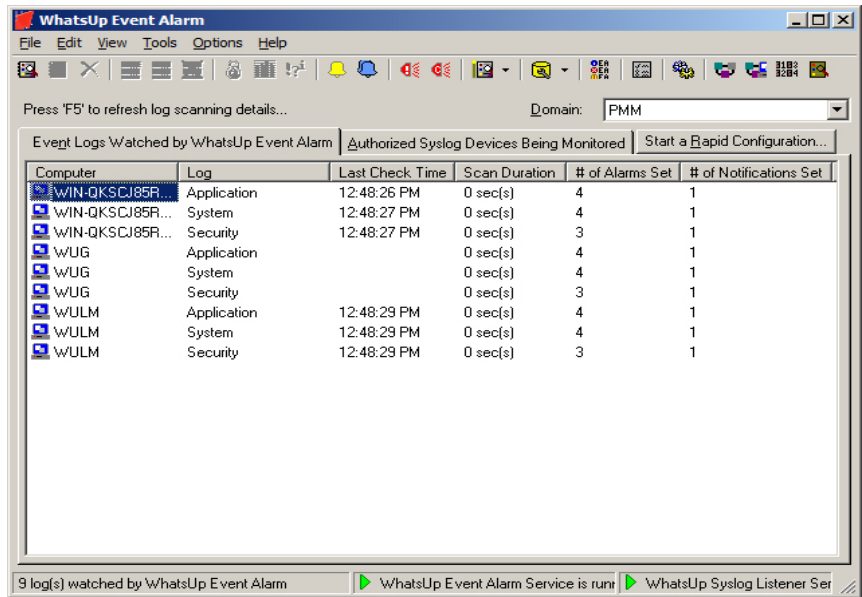 WhatsUp Event Alarm
File Edit View Tools Options Help
Press 'F5' to refresh log scanning details... Domain: PMM
Event Logs Watched by WhatsUp Event Alarm Authorized Syslog Devices Being Monitored Start a Rapid Configuration...
Computer Log Last Check Time Scan Duration # of Alarms Set # of Notifications Set
WIN-QKSCJ85R... Application 12:48:26 PM 0 sec(s) 4 1
WIN-QKSCJ85R... System 12:48:27 PM 0 sec(s) 4 1
WIN-QKSCJ85R... Security 12:48:27 PM 0 sec(s) 3 1
WUG Application 0 sec(s) 4 1
WUG System 0 sec(s) 4 1
WUG Security 0 sec(s) 3 1
WULM Application 12:48:29 PM 0 sec(s) 4 1
WULM System 12:48:29 PM 0 sec(s) 4 1
WULM Security 12:48:29 PM 0 sec(s) 3 1
9 log(s) watched by WhatsUp Event Alarm WhatsUp Event Alarm Service is runr WhatsUp Syslog Listener Ser